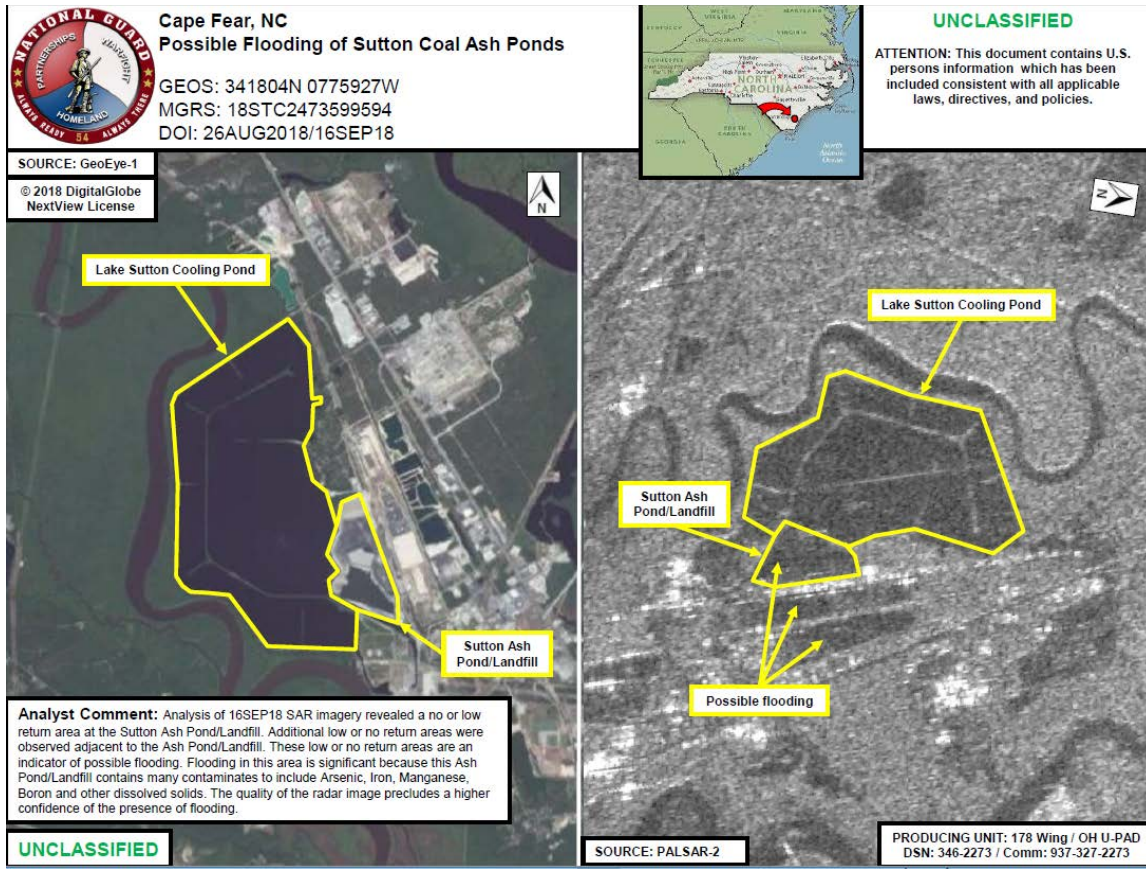 NATIONAL GUARD
PARTNERSHIPS
WARFIGHT
HOMELAND
ALWAYS READY 54 ALWAYS THERE
Cape Fear, NC
Possible Flooding of Sutton Coal Ash Ponds
GEOS: 341804N 0775927W
MGRS: 18STC2473599594
DOI: 26AUG2018/16SEP18
NORTH
CAROLINA
VIRGINIA
SOUTH
CAROLINA
GEORGIA
North
Atlantic
Ocean
UNCLASSIFIED
ATTENTION: This document contains U.S.
persons information which has been
included consistent with all applicable
laws, directives, and policies.
SOURCE: GeoEye-1
© 2018 DigitalGlobe
NextView License
N
Lake Sutton Cooling Pond
Sutton Ash
Pond/Landfill
Analyst Comment: Analysis of 16SEP18 SAR imagery revealed a no or low
return area at the Sutton Ash Pond/Landfill. Additional low or no return areas were
observed adjacent to the Ash Pond/Landfill. These low or no return areas are an
indicator of possible flooding. Flooding in this area is significant because this Ash
Pond/Landfill contains many contaminates to include Arsenic, Iron, Manganese,
Boron and other dissolved solids. The quality of the radar image precludes a higher
confidence of the presence of flooding.
UNCLASSIFIED
N
Lake Sutton Cooling Pond
Sutton Ash
Pond/Landfill
Possible flooding
SOURCE: PALSAR-2
PRODUCING UNIT: 178 Wing / OH U-PAD
DSN: 346-2273 / Comm: 937-327-2273